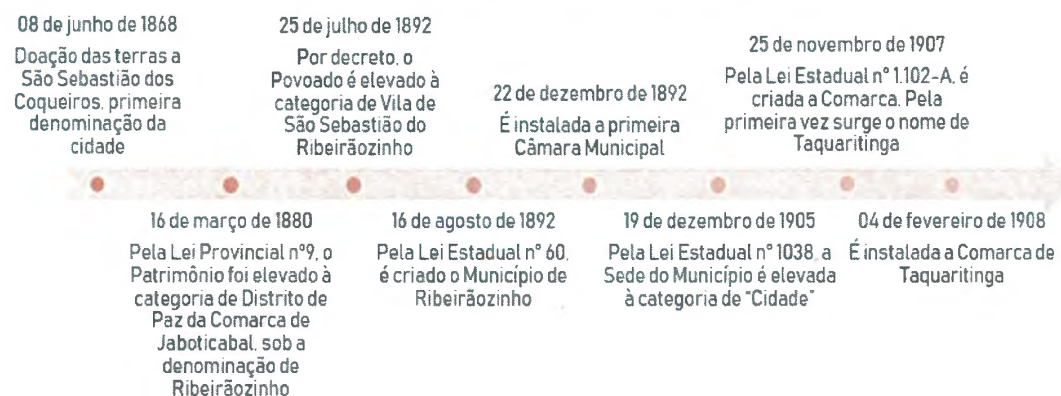 08 de junho de 1868
Doação das terras a
São Sebastião dos
Coqueiros, primeira
denominação da
cidade
16 de março de 1880
Pela Lei Provincial nº9, o
Patrimônio foi elevado à
categoria de Distrito de
Paz da Comarca de
Jaboticabal, sob a
denominação de
Ribeirãozinho
25 de julho de 1892
Por decreto, o
Povoado é elevado à
categoria de Vila de
São Sebastião do
Ribeirãozinho
16 de agosto de 1892
Pela Lei Estadual n° 60,
é criado o Município de
Ribeirãozinho
22 de dezembro de 1892
É instalada a primeira
Câmara Municipal
19 de dezembro de 1905
Pela Lei Estadual n° 1038, a
Sede do Município é elevada
à categoria de "Cidade"
25 de novembro de 1907
Pela Lei Estadual n° 1.102-A, é
criada a Comarca. Pela
primeira vez surge o nome de
Taquaritinga
04 de fevereiro de 1908
É instalada a Comarca de
Taquaritinga